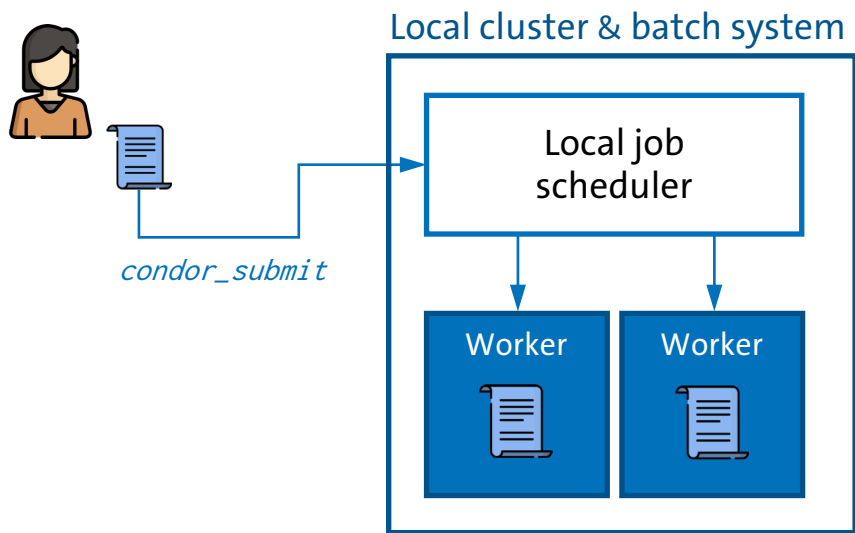 Local cluster & batch system
Local job
scheduler
condor_submit
Worker
Worker